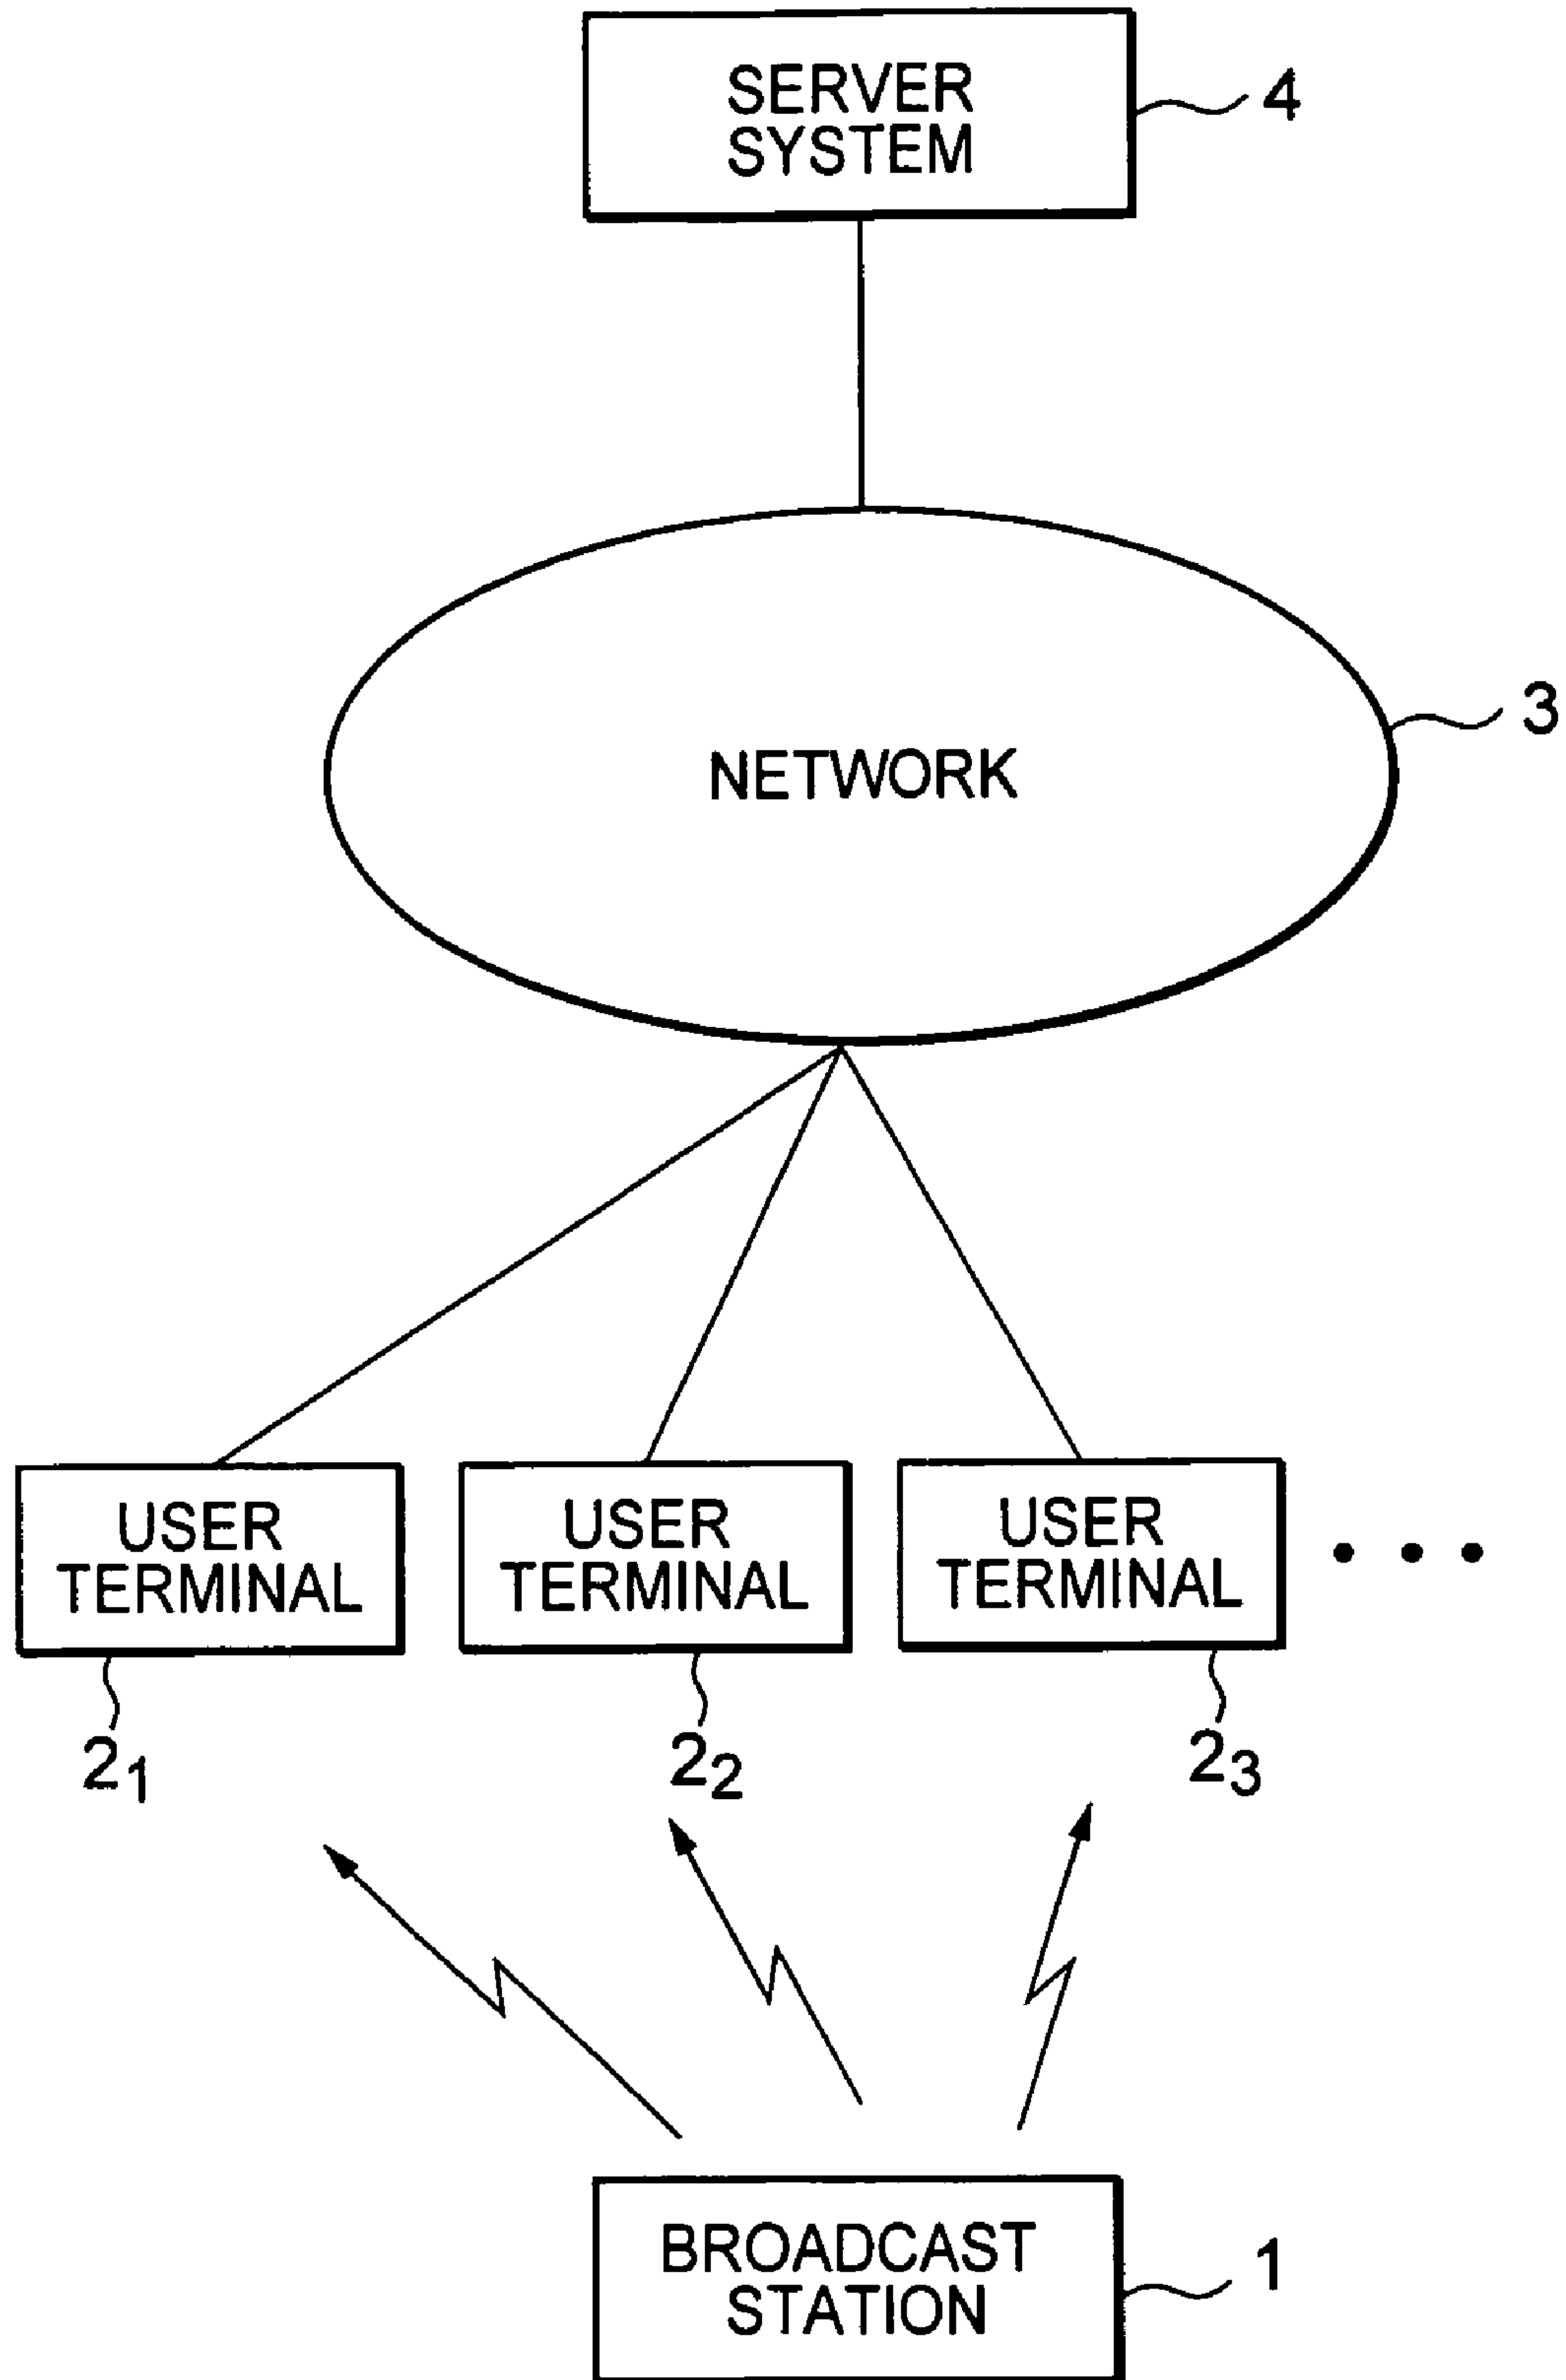 SERVER
SYSTEM
4
3
NETWORK
USER
TERMINAL
USER
TERMINAL
USER
TERMINAL
• • •
2₁
2₂
2₃
BROADCAST
STATION
1